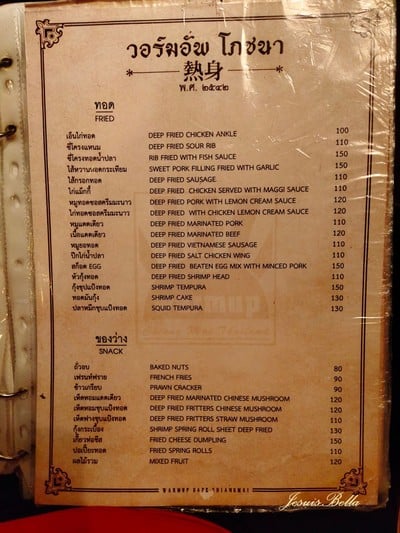 วอร์มอัพ โภชนา
熱身
พ.ศ. ๒๕๔๒
ทอด
FRIED
เอ็นไก่ทอด DEEP FRIED CHICKEN ANKLE 100
ซี่โครงแหนม DEEP FRIED SOUR RIB 110
ซี่โครงทอดน้ำปลา RIB FRIED WITH FISH SAUCE 150
ไส้หวานทอดกระเทียม SWEET PORK FILLING FRIED WITH GARLIC 150
ไส้กรอกทอด DEEP FRIED SAUSAGE 110
ไก่แม็กกี้ DEEP FRIED CHICKEN SERVED WITH MAGGI SAUCE 110
หมูทอดซอสครีมมะนาว DEEP FRIED PORK WITH LEMON CREAM SAUCE 120
ไก่ทอดซอสครีมมะนาว DEEP FRIED WITH CHICKEN LEMON CREAM SAUCE 120
หมูแดดเดียว DEEP FRIED MARINATED PORK 110
เนื้อแดดเดียว DEEP FRIED MARINATED BEEF 120
หมูยอทอด DEEP FRIED VIETNAMESE SAUSAGE 110
ปีกไก่น้ำปลา DEEP FRIED SALT CHICKEN WING 110
สก๊อต EGG DEEP FRIED BEATEN EGG MIX WITH MINCED PORK 150
หัวกุ้งทอด DEEP FRIED SHRIMP HEAD 110
กุ้งชุปแป้งทอด SHRIMP TEMPURA 150
ทอดมันกุ้ง SHRIMP CAKE 130
ปลาหมึกชุบแป้งทอด SQUID TEMPURA 130
ของว่าง
SNACK
ถั่วอบ BAKED NUTS 80
เฟรนท์ฟราย FRENCH FRIES 90
ข้าวเกรียบ PRAWN CRACKER 90
เห็ดหอมแดดเดียว DEEP FRIED MARINATED CHINESE MUSHROOM 120
เห็ดหอมชุบแป้งทอด DEEP FRIED FRITTERS CHINESE MUSHROOM 110
เห็ดฟางชุบแป้งทอด DEEP FRIED FRITTERS STRAW MUSHROOM 110
กุ้งกระเบื้อง SHRIMP SPRING ROLL SHEET DEEP FRIED 130
เกี๊ยวห่อชีส FRIED CHEESE DUMPLING 150
ปอเปี๊ยะทอด FRIED SPRING ROLLS 110
ผลไม้รวม MIXED FRUIT 120
WARMUP CAFE CHIANGMAI
Jesuis Bella